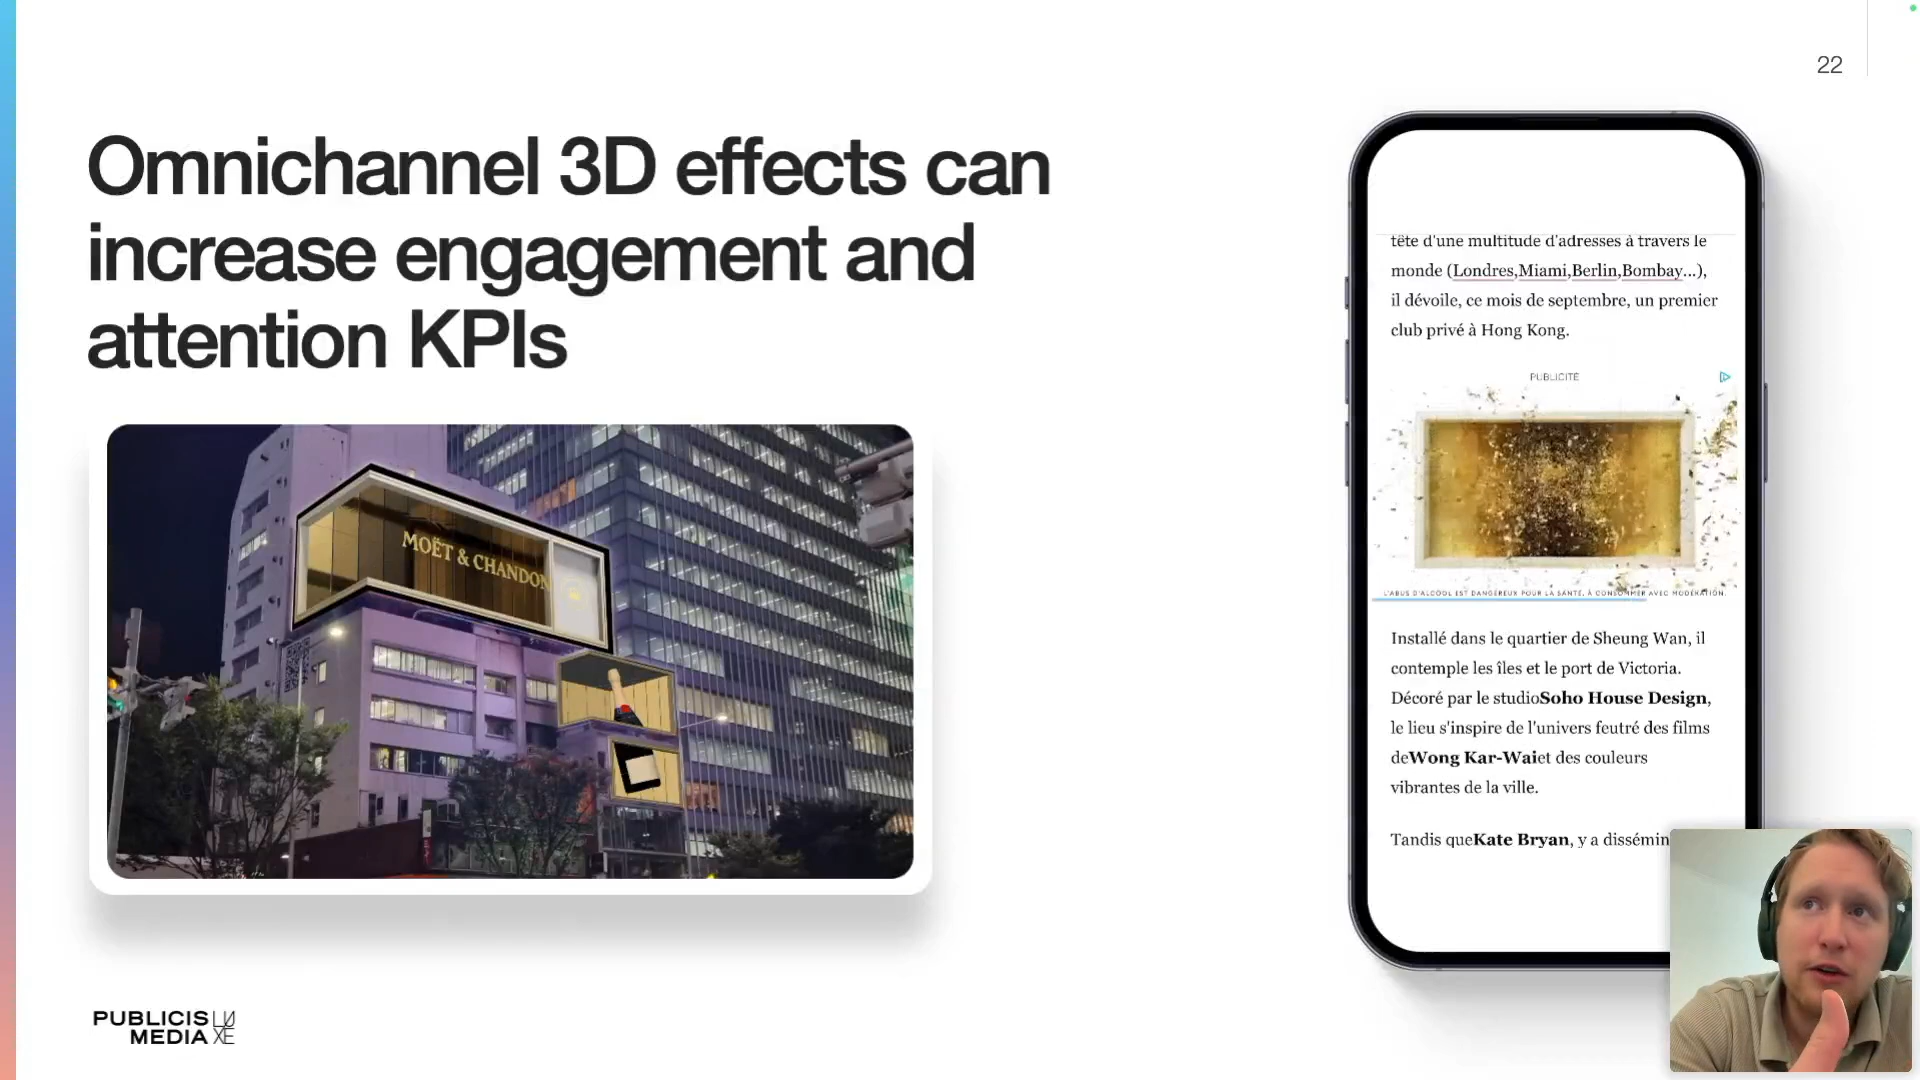 22
Omnichannel 3D effects can
increase engagement and
attention KPIs
MOËT & CHANDON
PUBLICIS LUXE
MEDIA
tête d'une multitude d'adresses à travers le
monde (Londres,Miami,Berlin,Bombay...),
il dévoile, ce mois de septembre, un premier
club privé à Hong Kong.
PUBLICITÉ
L'ABUS D'ALCOOL EST DANGEREUX POUR LA SANTÉ, À CONSOMMER AVEC MODÉRATION.
Installé dans le quartier de Sheung Wan, il
contemple les îles et le port de Victoria.
Décoré par le studioSoho House Design,
le lieu s'inspire de l'univers feutré des films
deWong Kar-Waiet des couleurs
vibrantes de la ville.
Tandis queKate Bryan, y a dissémin